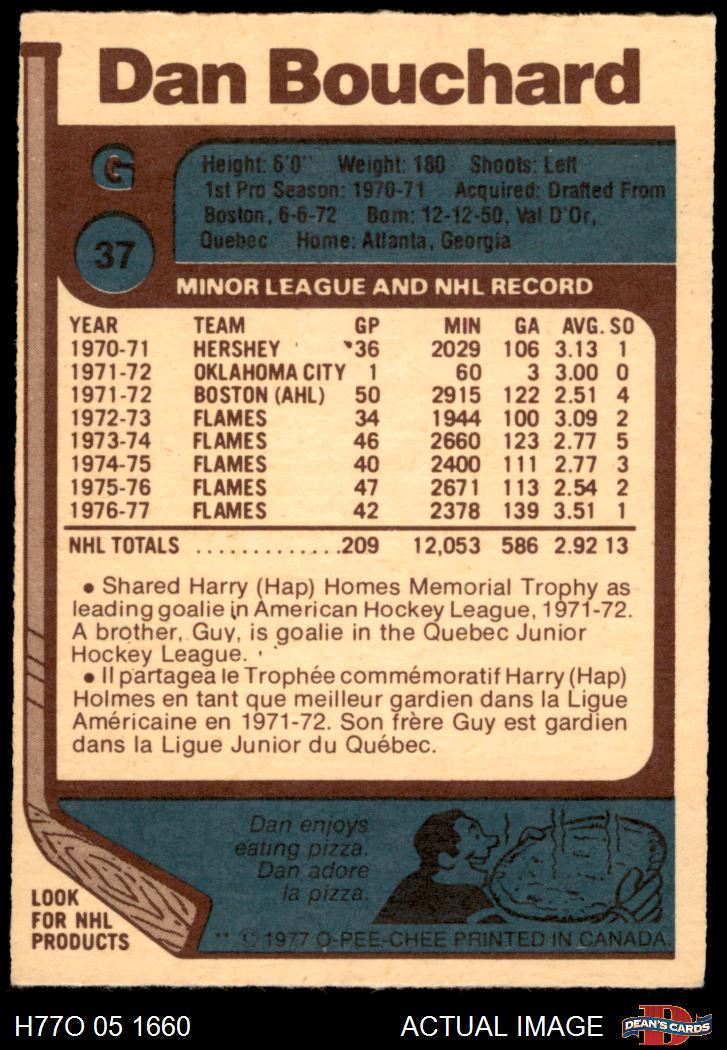 Dan Bouchard
G
37
Height: 6'0" Weight: 180 Shoots: Left
1st Pro Season: 1970-71 Acquired: Drafted From
Boston, 6-6-72 Born: 12-12-50, Val D'Or,
Quebec Home: Atlanta, Georgia
MINOR LEAGUE AND NHL RECORD
YEAR TEAM GP MIN GA AVG. SO
1970-71 HERSHEY 36 2029 106 3.13 1
1971-72 OKLAHOMA CITY 1 60 3 3.00 0
1971-72 BOSTON (AHL) 50 2915 122 2.51 4
1972-73 FLAMES 34 1944 100 3.09 2
1973-74 FLAMES 46 2660 123 2.77 5
1974-75 FLAMES 40 2400 111 2.77 3
1975-76 FLAMES 47 2671 113 2.54 2
1976-77 FLAMES 42 2378 139 3.51 1
NHL TOTALS ..............209 12,053 586 2.92 13
• Shared Harry (Hap) Homes Memorial Trophy as
leading goalie in American Hockey League, 1971-72.
A brother, Guy, is goalie in the Quebec Junior
Hockey League.
• Il partagea le Trophée commémoratif Harry (Hap)
Holmes en tant que meilleur gardien dans la Ligue
Américaine en 1971-72. Son frère Guy est gardien
dans la Ligue Junior du Québec.
Dan enjoys
eating pizza.
Dan adore
la pizza.
LOOK
FOR NHL
PRODUCTS
** © 1977 O-PEE-CHEE PRINTED IN CANADA.
H77O 05 1660 ACTUAL IMAGE
D
DEAN'S CARDS